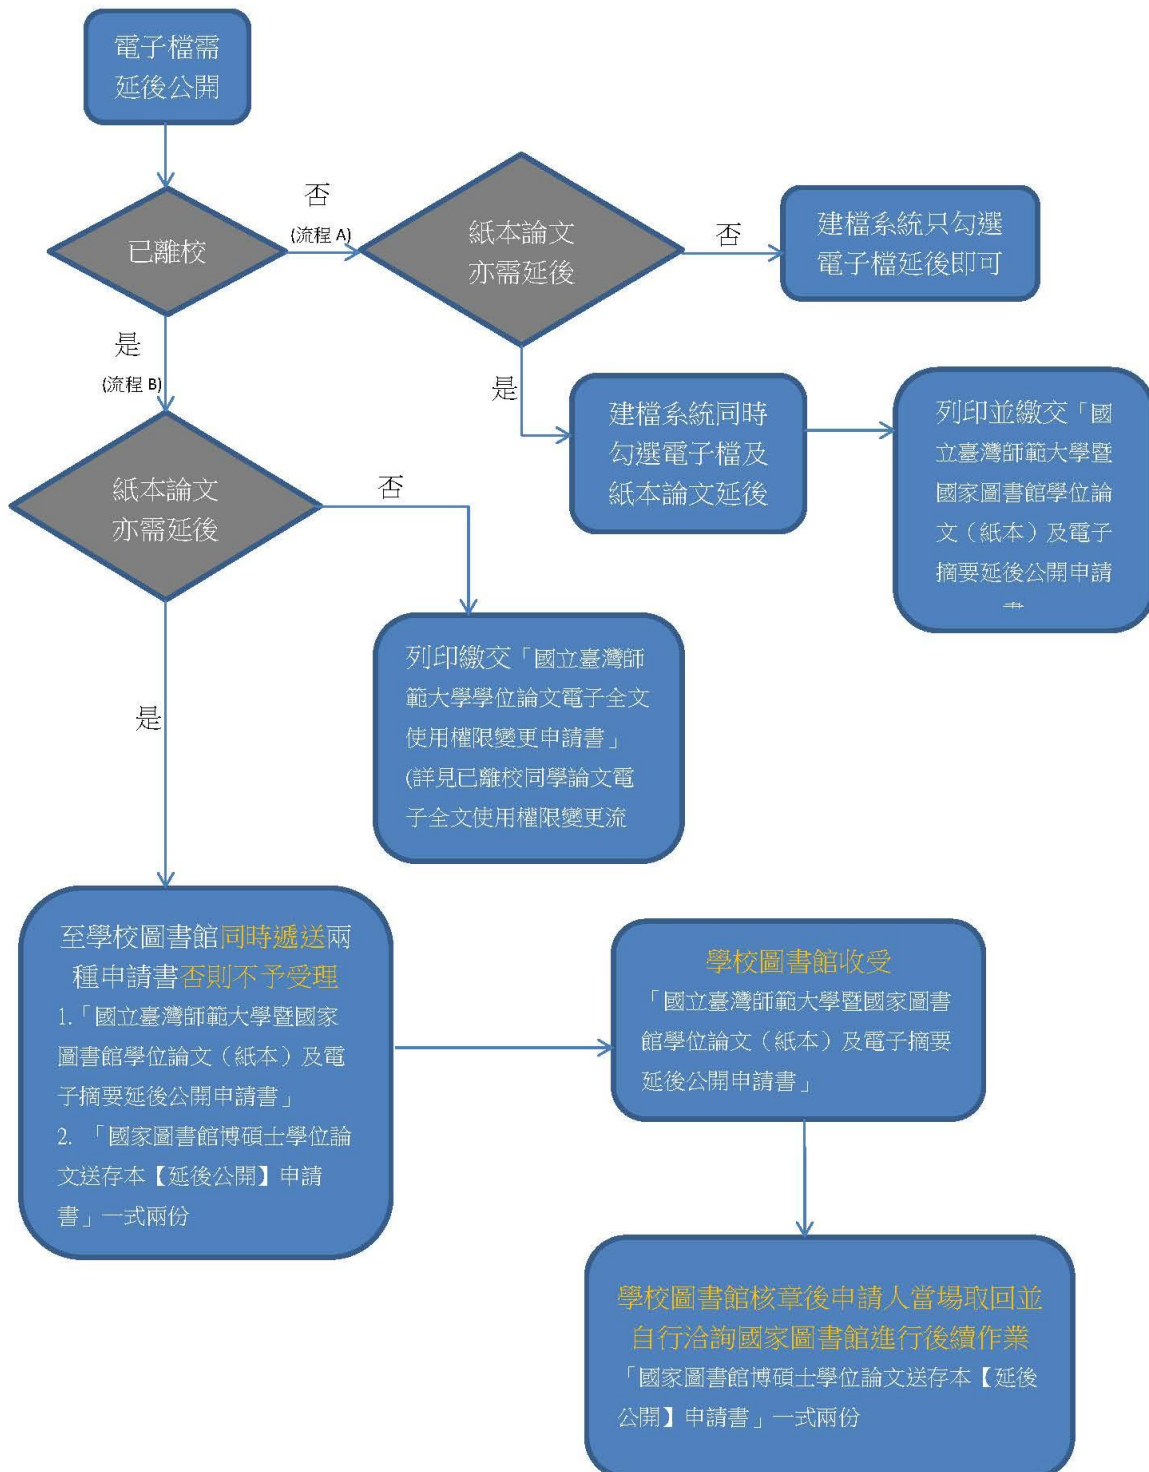 電子檔需
延後公開
已離校
否
(流程 A)
紙本論文
亦需延後
否
建檔系統只勾選
電子檔延後即可
是
(流程 B)
是
建檔系統同時
勾選電子檔及
紙本論文延後
列印並繳交「國
立臺灣師範大學暨
國家圖書館學位論
文（紙本）及電子
摘要延後公開申請
紙本論文
亦需延後
否
列印繳交「國立臺灣師
範大學學位論文電子全文
使用權限變更申請書」
(詳見已離校同學論文電
子全文使用權限變更流
是
至學校圖書館同時遞送兩
種申請書否則不予受理
1.「國立臺灣師範大學暨國家
圖書館學位論文（紙本）及電
子摘要延後公開申請書」
2. 「國家圖書館博碩士學位論
文送存本【延後公開】申請
書」一式兩份
學校圖書館收受
「國立臺灣師範大學暨國家圖書
館學位論文（紙本）及電子摘要
延後公開申請書」
學校圖書館核章後申請人當場取回並
自行洽詢國家圖書館進行後續作業
「國家圖書館博碩士學位論文送存本【延後
公開】申請書」一式兩份